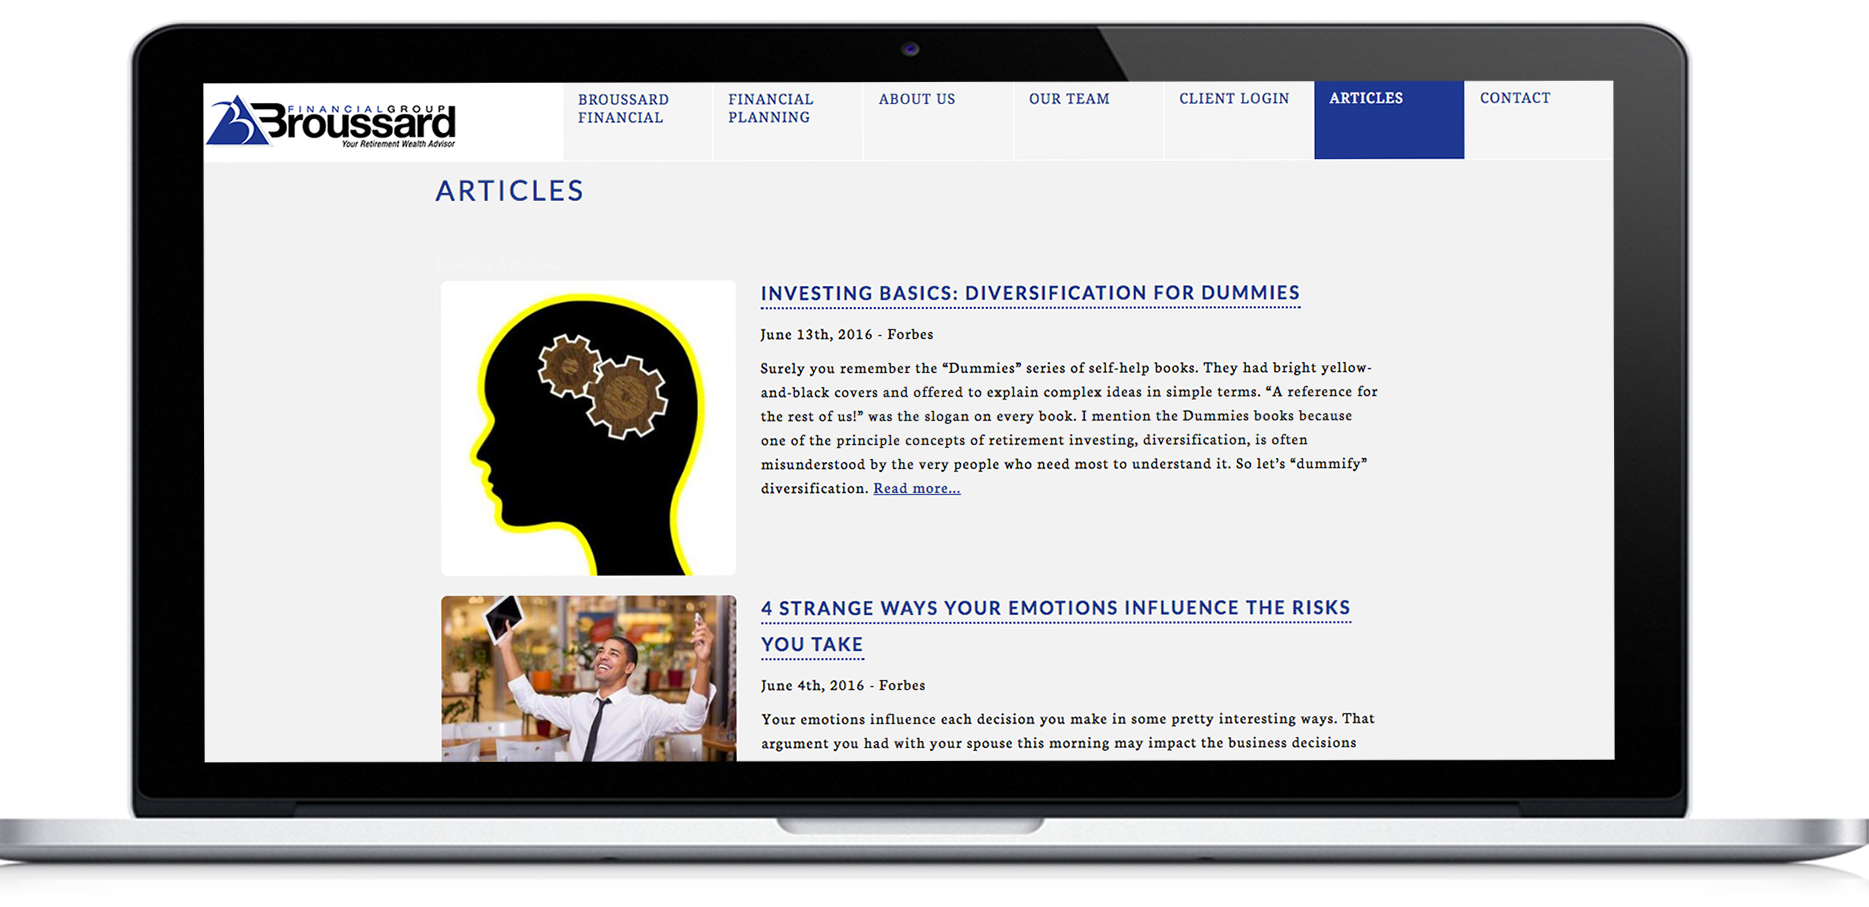 FINANCIALGROUP
Broussard
Your Retirement Wealth Advisor
BROUSSARD
FINANCIAL
FINANCIAL
PLANNING
ABOUT US
OUR TEAM
CLIENT LOGIN
ARTICLES
CONTACT
ARTICLES
INVESTING BASICS: DIVERSIFICATION FOR DUMMIES
June 13th, 2016 - Forbes
Surely you remember the “Dummies” series of self-help books. They had bright yellow-
and-black covers and offered to explain complex ideas in simple terms. “A reference for
the rest of us!” was the slogan on every book. I mention the Dummies books because
one of the principle concepts of retirement investing, diversification, is often
misunderstood by the very people who need most to understand it. So let’s “dummify”
diversification. Read more...
4 STRANGE WAYS YOUR EMOTIONS INFLUENCE THE RISKS
YOU TAKE
June 4th, 2016 - Forbes
Your emotions influence each decision you make in some pretty interesting ways. That
argument you had with your spouse this morning may impact the business decisions